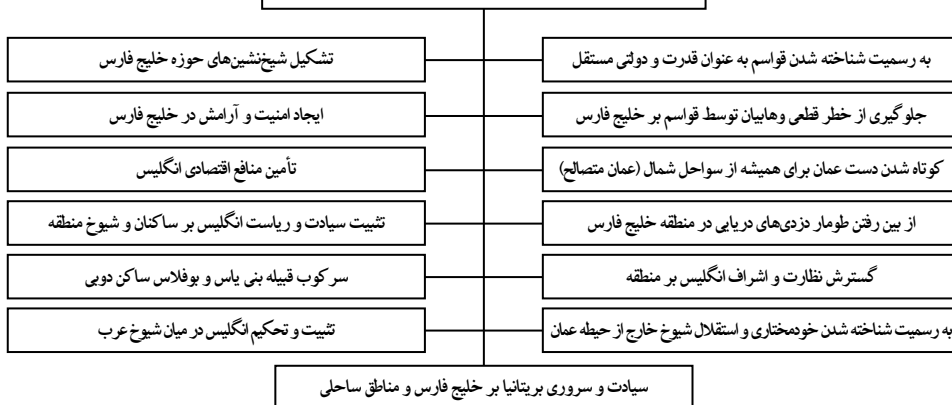 به رسمیت شناخته شدن قواسم به عنوان قدرت و دولتی مستقل
تشکیل شیخ‌نشین‌های حوزه خلیج فارس
جلوگیری از خطر قطعی وهابیان توسط قواسم بر خلیج فارس
ایجاد امنیت و آرامش در خلیج فارس
کوتاه شدن دست عمان برای همیشه از سواحل شمال (عمان متصالح)
تأمین منافع اقتصادی انگلیس
از بین رفتن طومار دزدی‌های دریایی در منطقه خلیج فارس
تثبیت سیادت و ریاست انگلیس بر ساکنان و شیوخ منطقه
گسترش نظارت و اشراف انگلیس بر منطقه
سرکوب قبیله بنی یاس و بوفلاس ساکن دوبی
به رسمیت شناخته شدن خودمختاری و استقلال شیوخ خارج از حیطه عمان
تثبیت و تحکیم انگلیس در میان شیوخ عرب
سیادت و سروری بریتانیا بر خلیج فارس و مناطق ساحلی